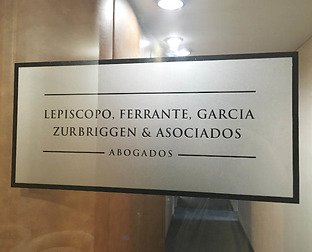 LEPISCOPO, FERRANTE, GARCIA
ZURBRIGGEN & ASOCIADOS
ABOGADOS